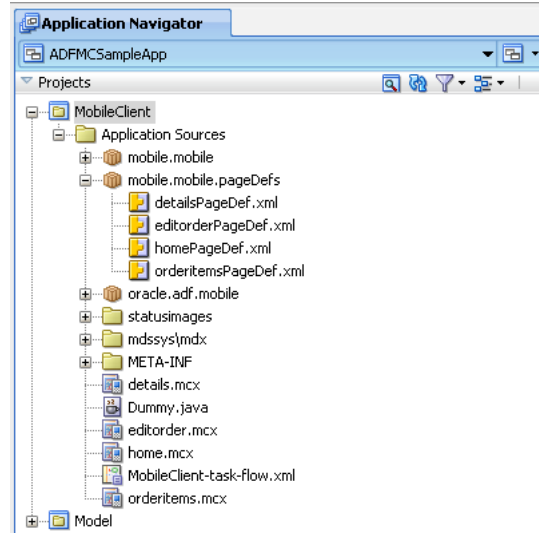 Application Navigator
ADFMCSampleApp
Projects
MobileClient
Application Sources
mobile.mobile
mobile.mobile.pageDefs
detailsPageDef.xml
editorderPageDef.xml
homePageDef.xml
orderitemsPageDef.xml
oracle.adf.mobile
statusimages
mdssys\mdx
META-INF
details.mcx
Dummy.java
editorder.mcx
home.mcx
MobileClient-task-flow.xml
orderitems.mcx
Model